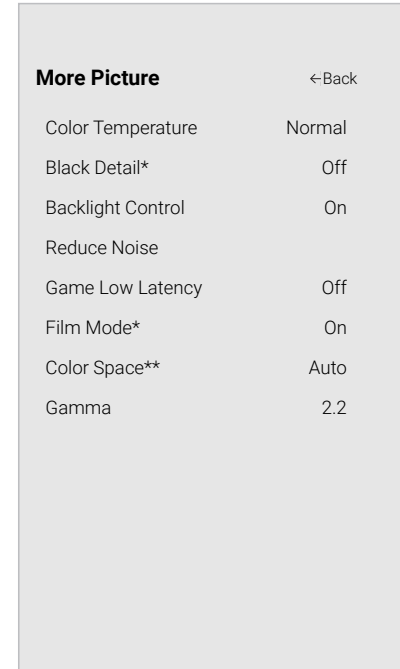 More Picture ←Back
Color Temperature Normal
Black Detail* Off
Backlight Control On
Reduce Noise
Game Low Latency Off
Film Mode* On
Color Space** Auto
Gamma 2.2